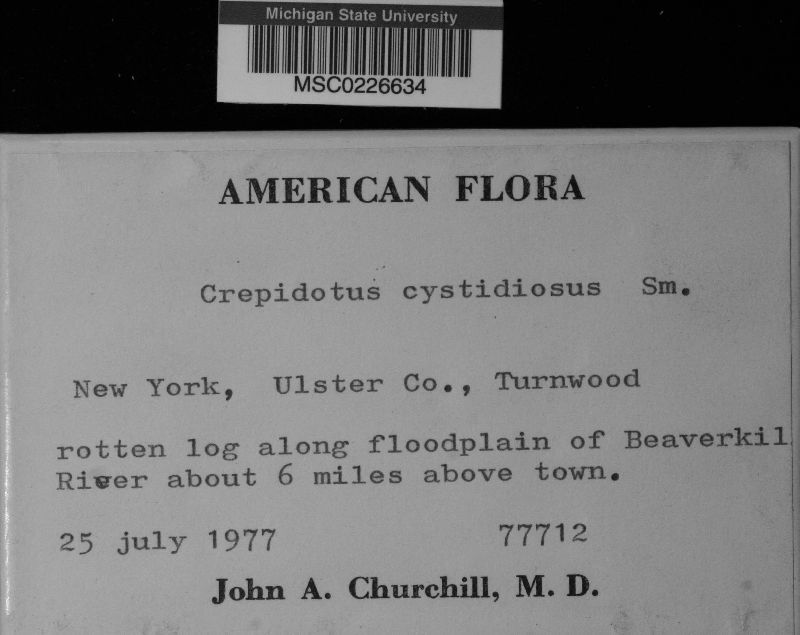 Michigan State University
MSC0226634
AMERICAN FLORA
Crepidotus cystidiosus Sm.
New York, Ulster Co., Turnwood
rotten log along floodplain of Beaverkil
River about 6 miles above town.
25 july 1977 77712
John A. Churchill, M. D.